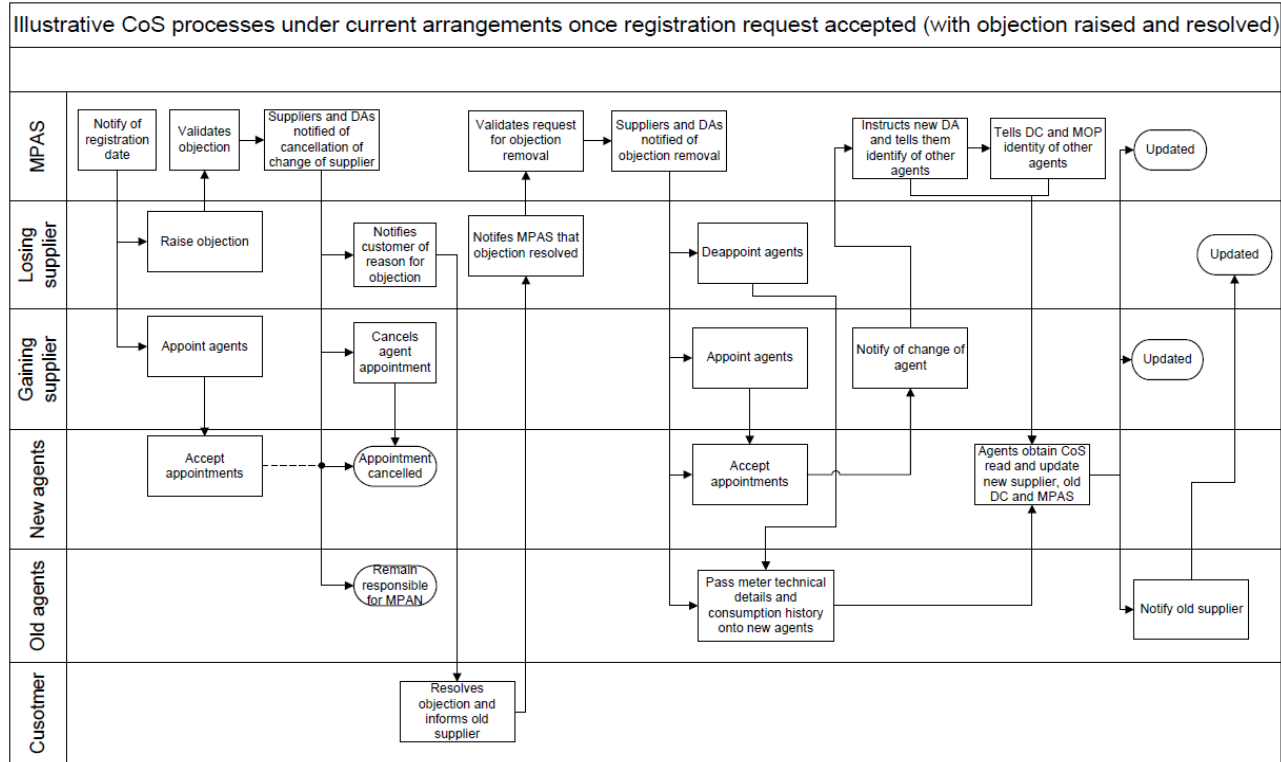 Illustrative CoS processes under current arrangements once registration request accepted (with objection raised and resolved)
MPAS
Notify of
registration
date
Validates
objection
Suppliers and DAs
notified of
cancellation of
change of supplier
Validates request
for objection
removal
Suppliers and DAs
notified of
objection removal
Instructs new DA
and tells them
identity of other
agents
Tells DC and MOP
identity of other
agents
Updated
Losing
supplier
Raise objection
Notifies
customer of
reason for
objection
Notifes MPAS that
objection resolved
Deappoint agents
Updated
Gaining
supplier
Appoint agents
Cancels
agent
appointment
Appoint agents
Notify of change of
agent
Updated
New agents
Accept
appointments
Appointment
cancelled
Accept
appointments
Agents obtain CoS
read and update
new supplier, old
DC and MPAS
Old agents
Remain
responsible
for MPAN
Pass meter technical
details and
consumption history
onto new agents
Notify old supplier
Cusotmer
Resolves
objection and
informs old
supplier